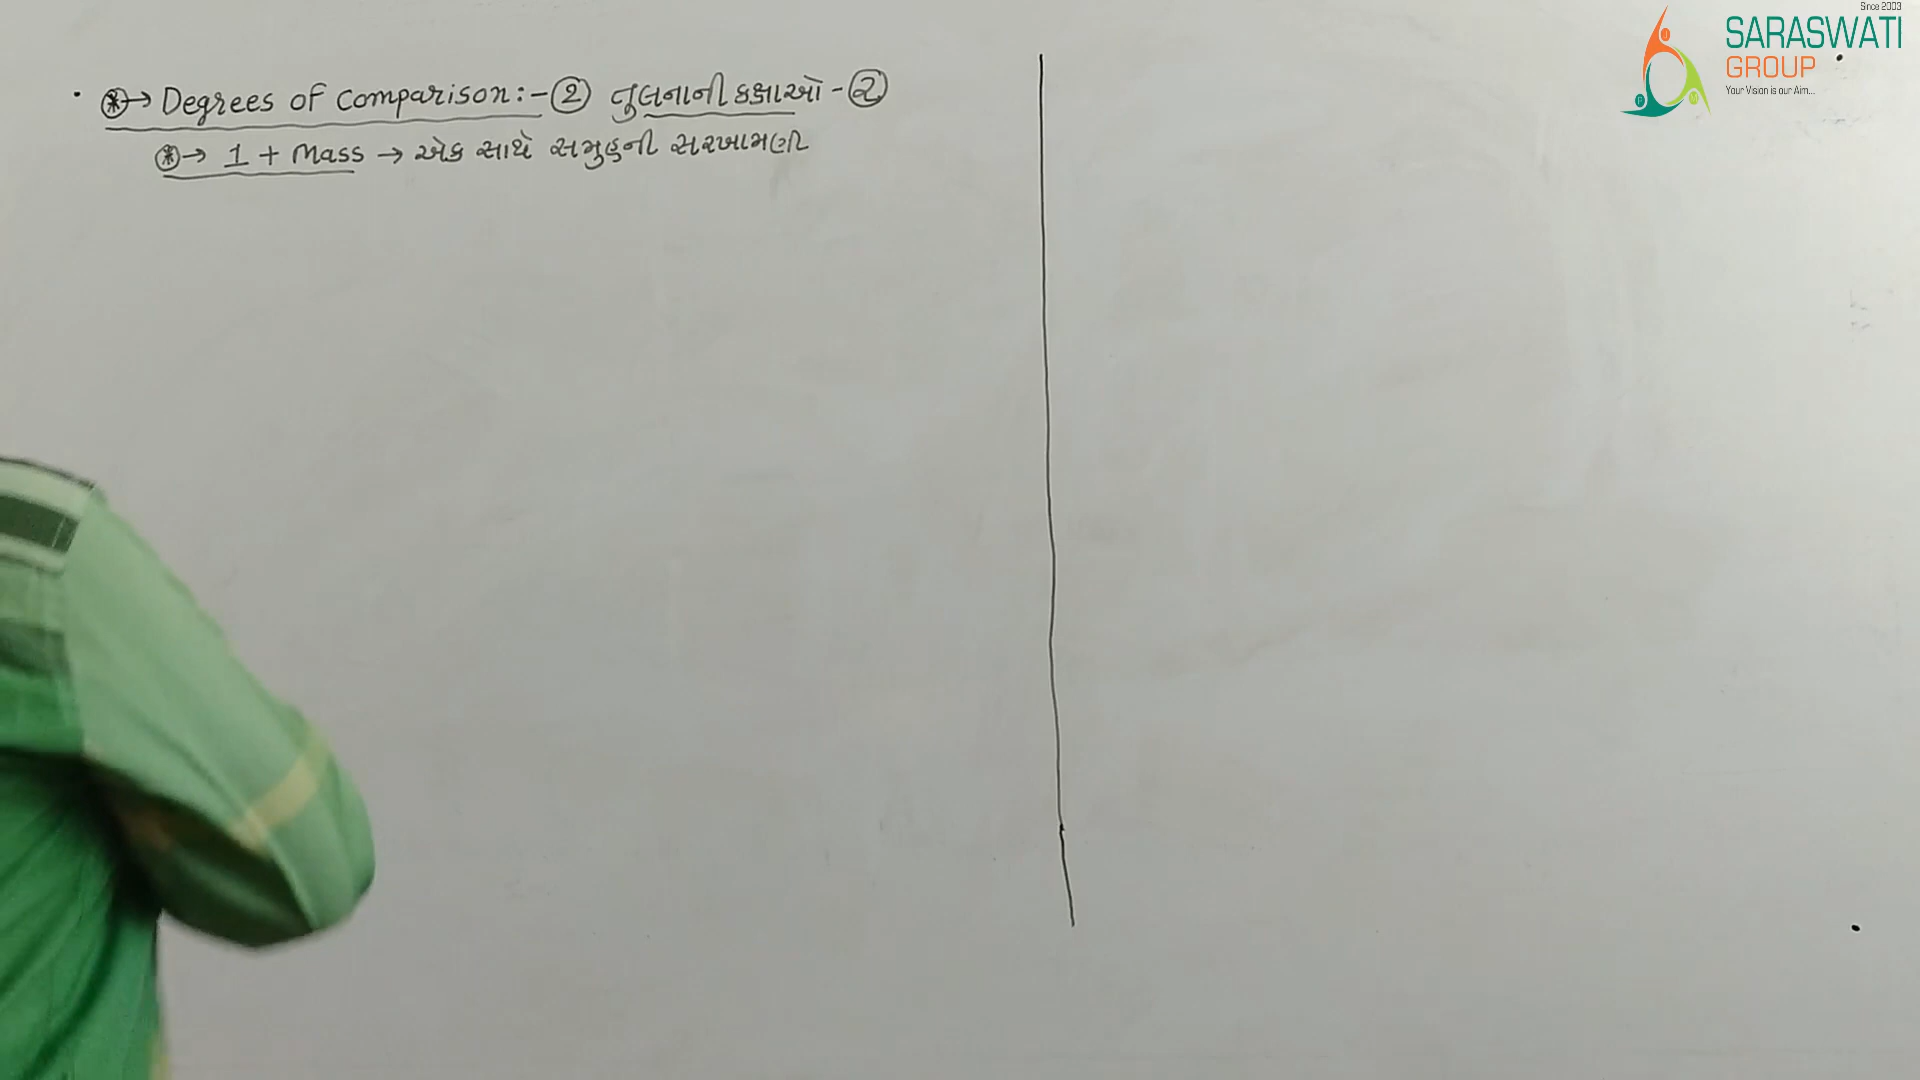 Since 2003
SARASWATI
GROUP
Your Vision is our Aim...
⊛→ Degrees of comparison:-② તુલનાની કક્ષાઓ-૨
⊛→ 1 + Mass → એક સાથે સમુહની સરખામણી